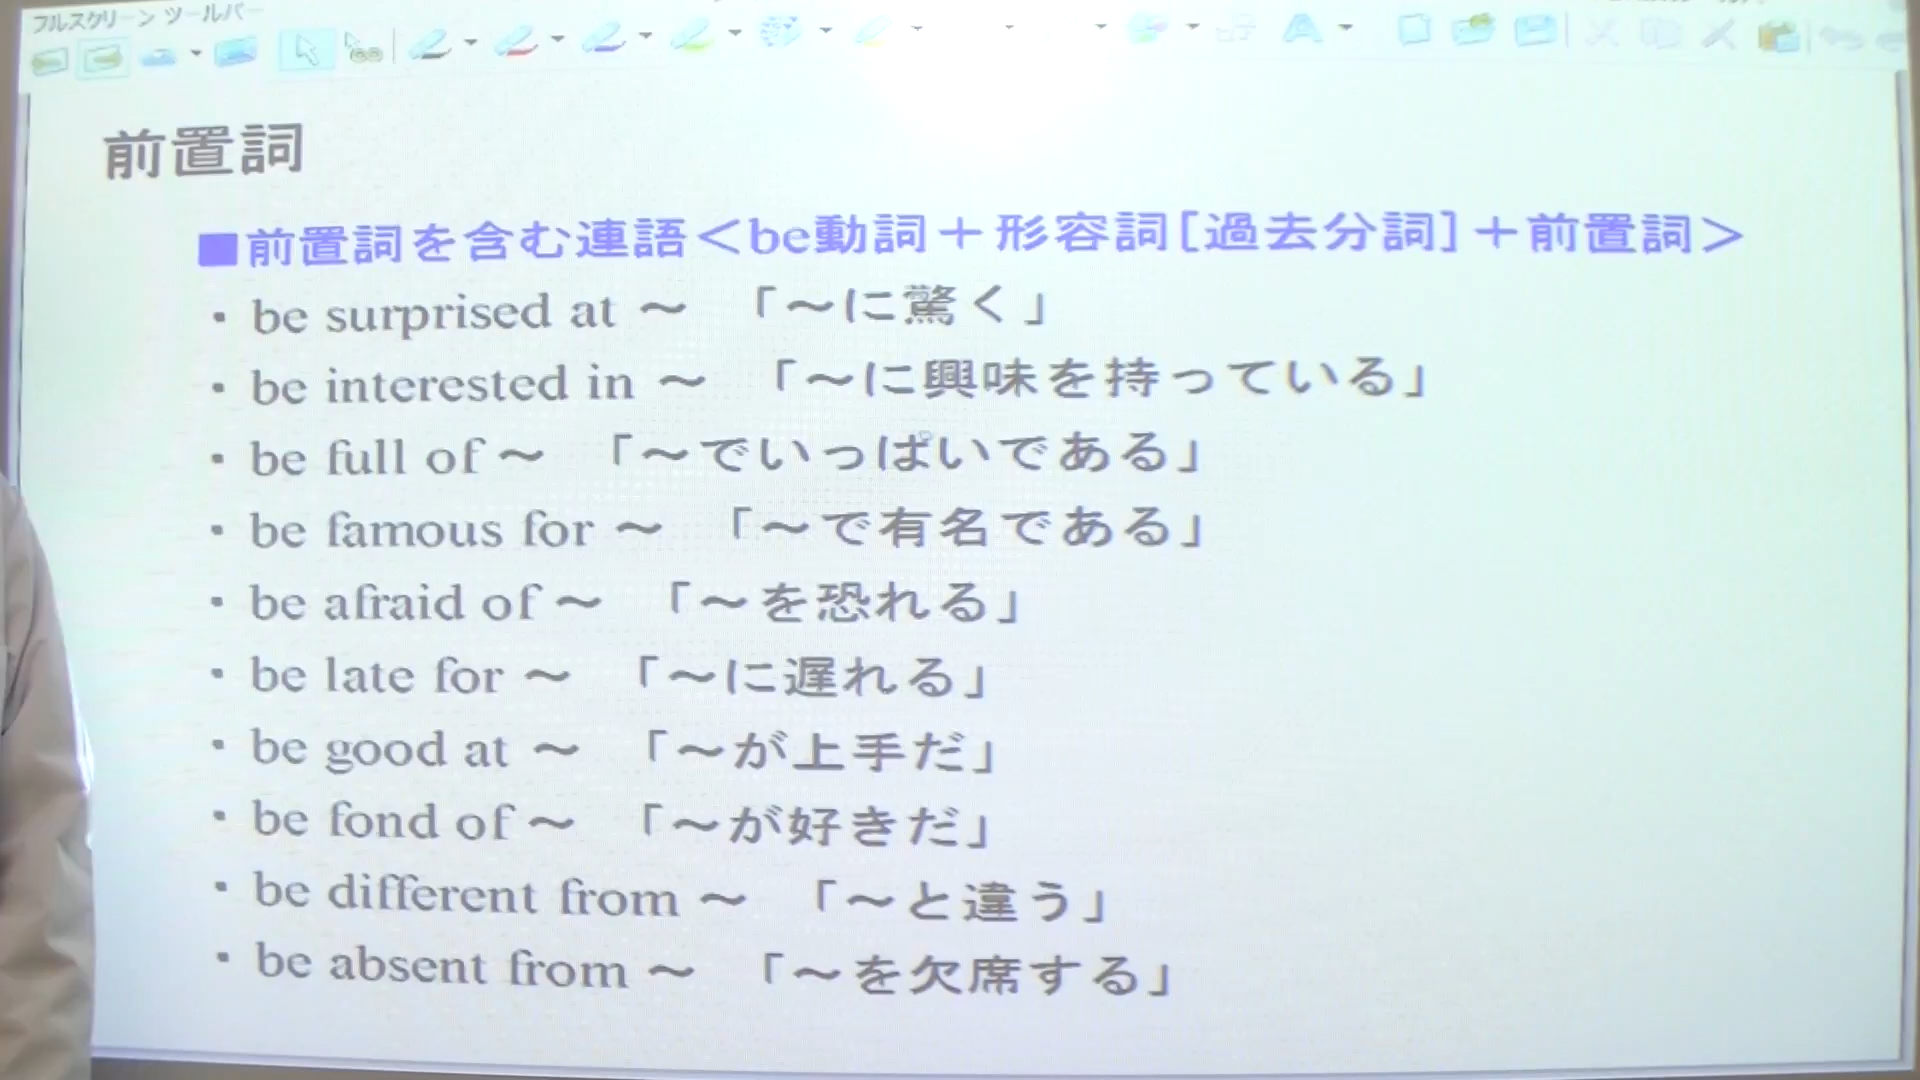 フルスクリーン ツールバー
前置詞
■前置詞を含む連語＜be動詞＋形容詞[過去分詞]＋前置詞＞
・be surprised at ～ 「～に驚く」
・be interested in ～ 「～に興味を持っている」
・be full of ～ 「～でいっぱいである」
・be famous for ～ 「～で有名である」
・be afraid of ～ 「～を恐れる」
・be late for ～ 「～に遅れる」
・be good at ～ 「～が上手だ」
・be fond of ～ 「～が好きだ」
・be different from ～ 「～と違う」
・be absent from ～ 「～を欠席する」